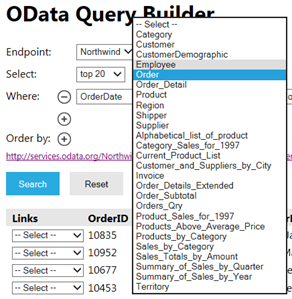 OData Query Builder
Endpoint: Northwind
Select: top 20
Where: OrderDate
Order by:
http://services.odata.org/Northwi
Search Reset
-- Select --
Category
Customer
CustomerDemographic
Employee
Order
Order_Detail
Product
Region
Shipper
Supplier
Alphabetical_list_of_product
Category_Sales_for_1997
Current_Product_List
Customer_and_Suppliers_by_City
Invoice
Order_Details_Extended
Order_Subtotal
Orders_Qry
Product_Sales_for_1997
Products_Above_Average_Price
Products_by_Category
Sales_by_Category
Sales_Totals_by_Amount
Summary_of_Sales_by_Quarter
Summary_of_Sales_by_Year
Territory
Links OrderID
-- Select -- 10835
-- Select -- 10952
-- Select -- 10677
-- Select -- 10453